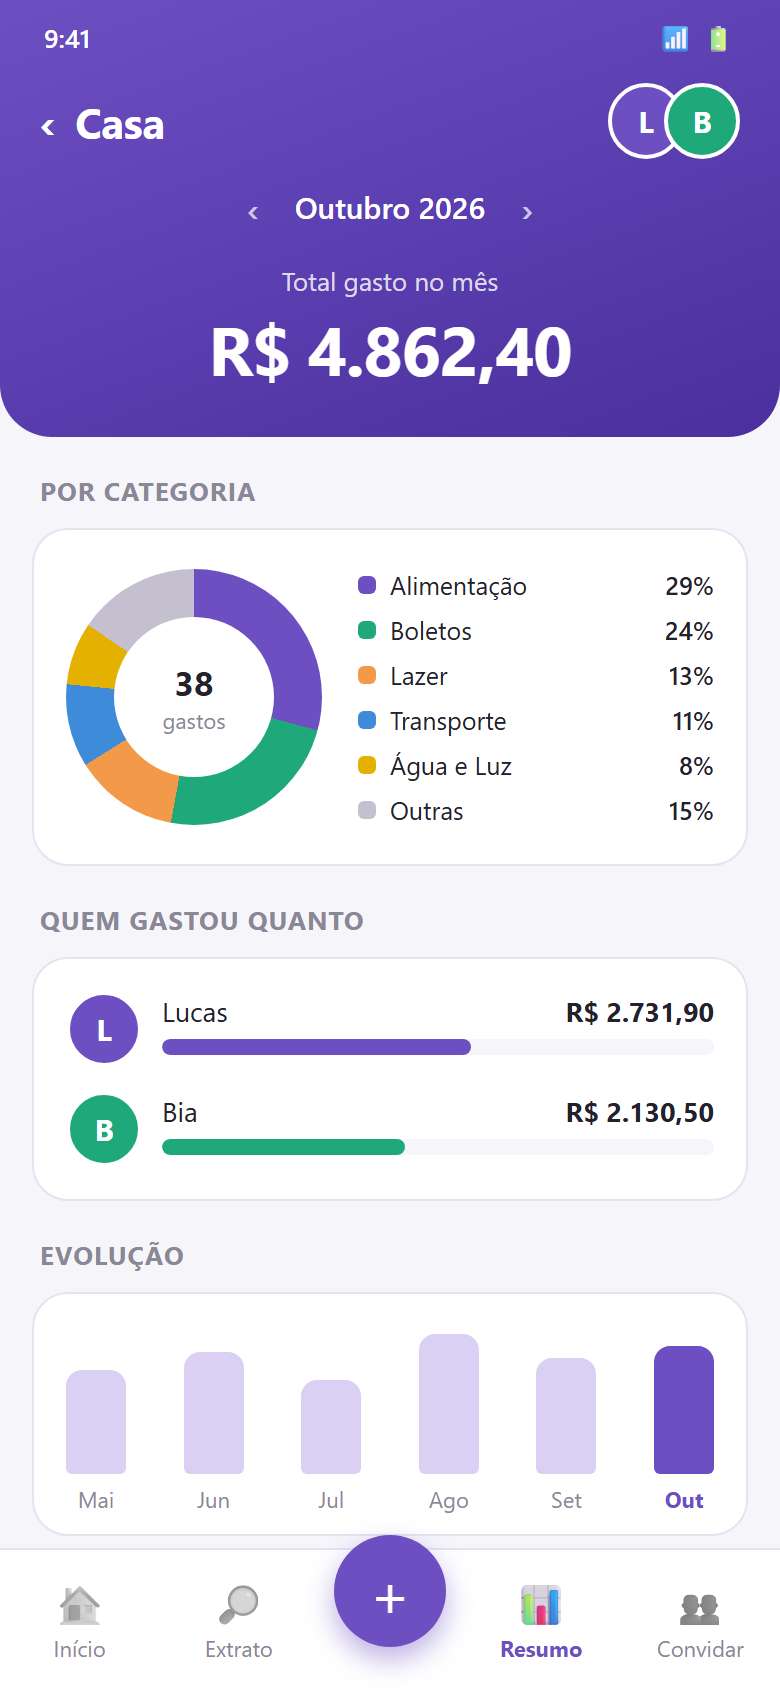 9:41
‹ Casa
L B
‹ Outubro 2026 ›
Total gasto no mês
R$ 4.862,40
POR CATEGORIA
38
gastos
Alimentação 29%
Boletos 24%
Lazer 13%
Transporte 11%
Água e Luz 8%
Outras 15%
QUEM GASTOU QUANTO
L Lucas R$ 2.731,90
B Bia R$ 2.130,50
EVOLUÇÃO
Mai Jun Jul Ago Set Out
+
Início Extrato Resumo Convidar